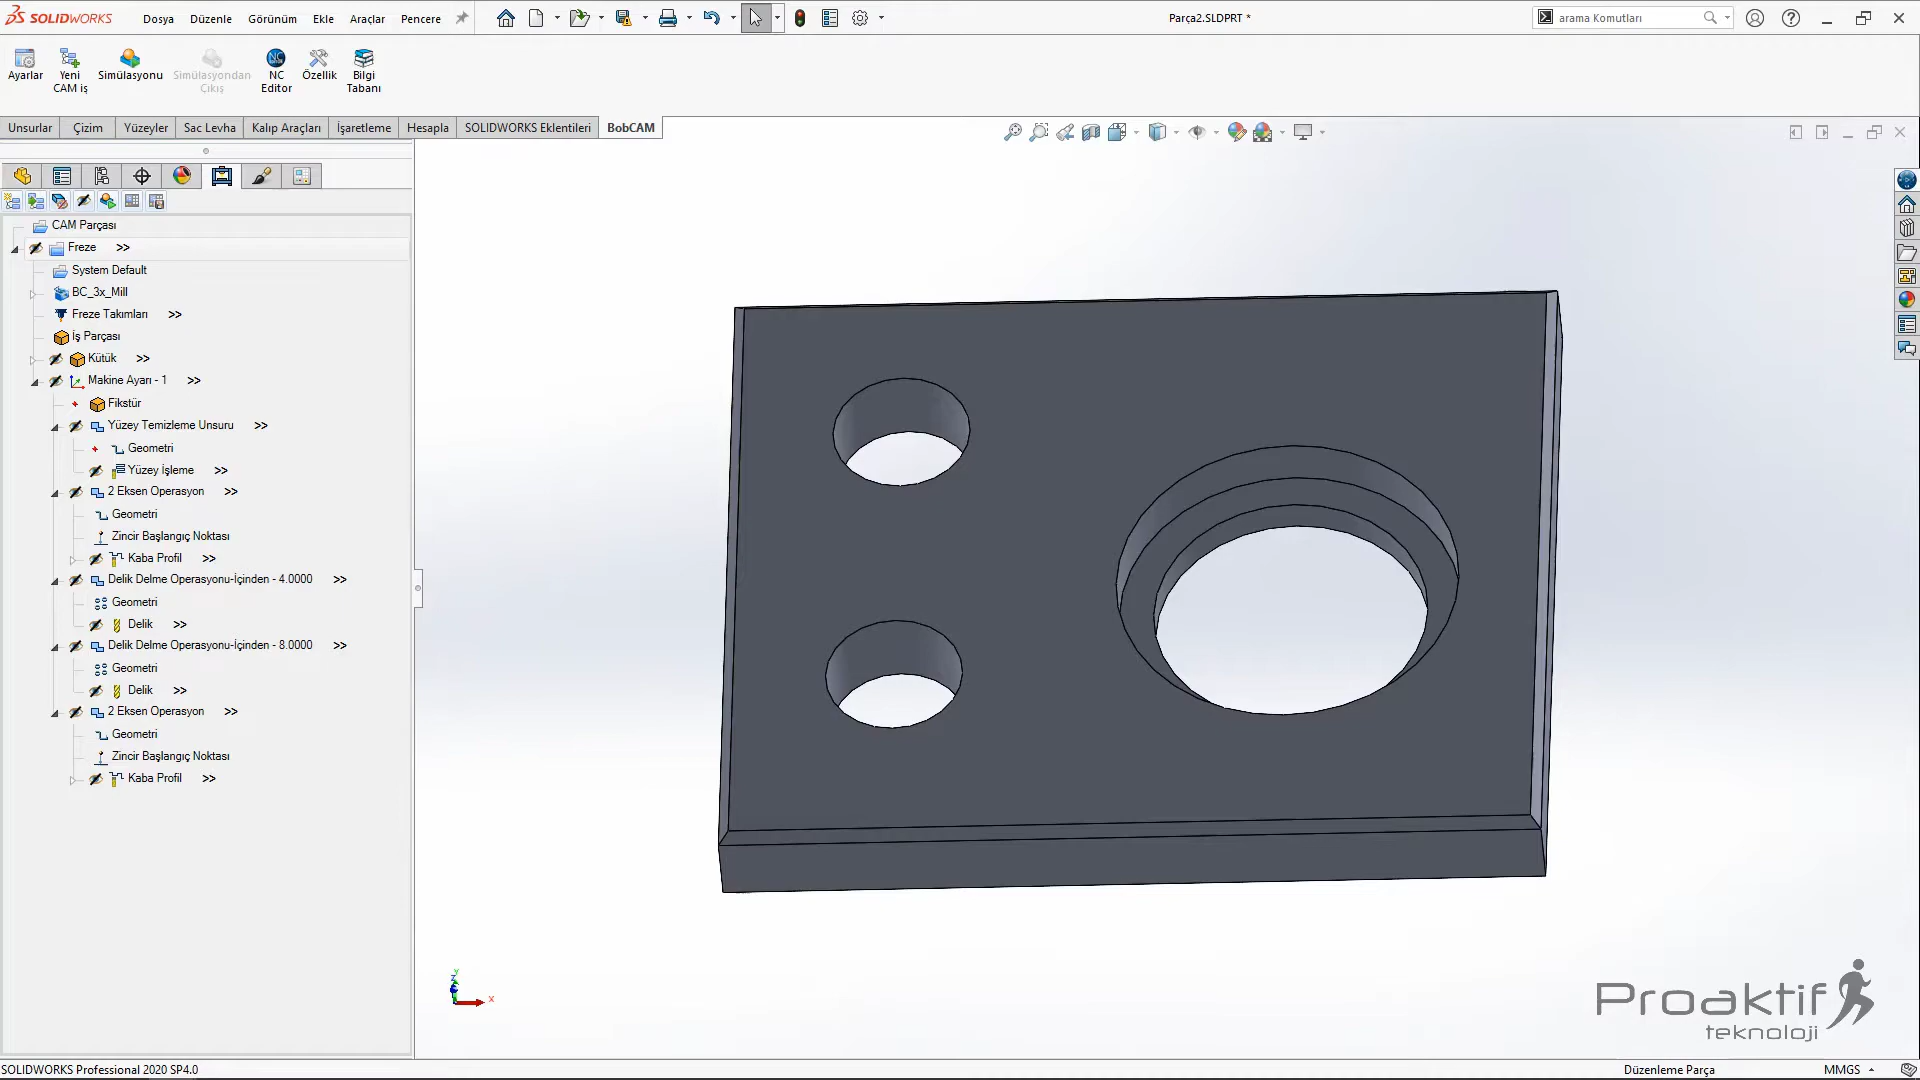 SOLIDWORKS Dosya Düzenle Görünüm Ekle Araçlar Pencere Parça2.SLDPRT * arama Komutları
Ayarlar
Yeni CAM iş
Simülasyonu
Simülasyondan Çıkış
NC Editor
Özellik
Bilgi Tabanı
Unsurlar Çizim Yüzeyler Sac Levha Kalıp Araçları İşaretleme Hesapla SOLIDWORKS Eklentileri BobCAM
CAM Parçası
Freze >>
System Default
BC_3x_Mill
Freze Takımları >>
İş Parçası
Kütük >>
Makine Ayarı - 1 >>
Fikstür
Yüzey Temizleme Unsuru >>
Geometri
Yüzey İşleme >>
2 Eksen Operasyon >>
Geometri
Zincir Başlangıç Noktası
Kaba Profil >>
Delik Delme Operasyonu-İçinden - 4.0000 >>
Geometri
Delik >>
Delik Delme Operasyonu-İçinden - 8.0000 >>
Geometri
Delik >>
2 Eksen Operasyon >>
Geometri
Zincir Başlangıç Noktası
Kaba Profil >>
Y
Z
X
Proaktif
teknoloji
SOLIDWORKS Professional 2020 SP4.0 Düzenleme Parça MMGS